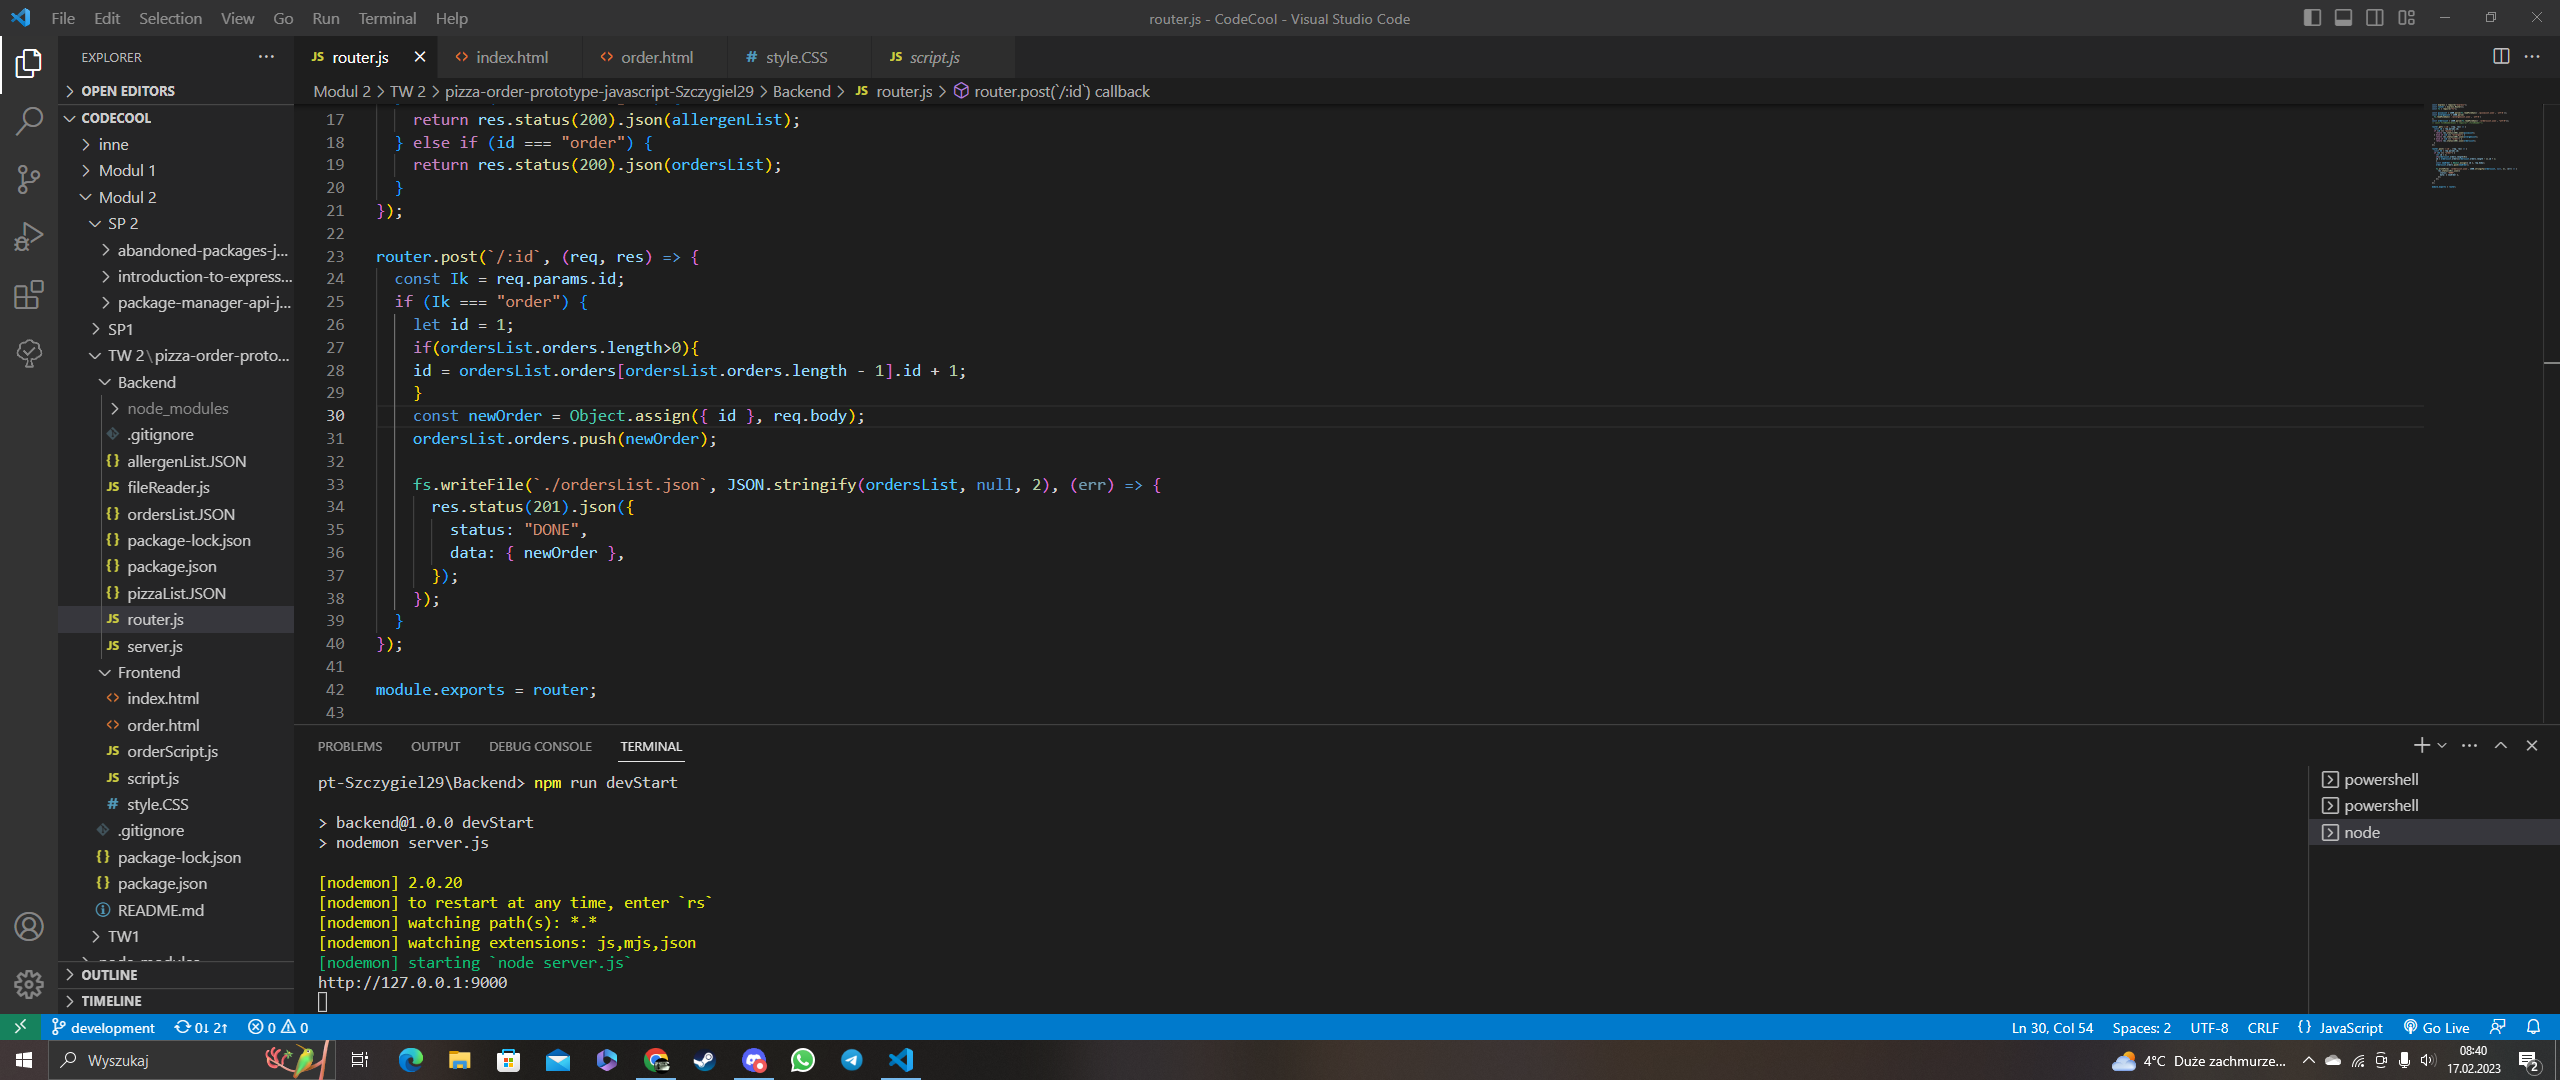 File Edit Selection View Go Run Terminal Help
router.js - CodeCool - Visual Studio Code
EXPLORER
router.js
index.html
order.html
style.CSS
script.js
Modul 2 > TW 2 > pizza-order-prototype-javascript-Szczygiel29 > Backend > JS router.js > router.post(`/:id`) callback
OPEN EDITORS
CODECOOL
inne
Modul 1
Modul 2
SP 2
abandoned-packages-j...
introduction-to-express...
package-manager-api-j...
SP1
TW 2\pizza-order-proto...
Backend
node_modules
.gitignore
allergenList.JSON
fileReader.js
ordersList.JSON
package-lock.json
package.json
pizzaList.JSON
router.js
server.js
Frontend
index.html
order.html
orderScript.js
script.js
style.CSS
.gitignore
package-lock.json
package.json
README.md
TW1
node_modules
OUTLINE
TIMELINE
17 return res.status(200).json(allergenList);
18 } else if (id === "order") {
19 return res.status(200).json(ordersList);
20 }
21 });
22
23 router.post(`/:id`, (req, res) => {
24 const Ik = req.params.id;
25 if (Ik === "order") {
26 let id = 1;
27 if(ordersList.orders.length>0){
28 id = ordersList.orders[ordersList.orders.length - 1].id + 1;
29 }
30 const newOrder = Object.assign({ id }, req.body);
31 ordersList.orders.push(newOrder);
32
33 fs.writeFile(`./ordersList.json`, JSON.stringify(ordersList, null, 2), (err) => {
34 res.status(201).json({
35 status: "DONE",
36 data: { newOrder },
37 });
38 });
39 }
40 });
41
42 module.exports = router;
43
PROBLEMS OUTPUT DEBUG CONSOLE TERMINAL
pt-Szczygiel29\Backend> npm run devStart
> backend@1.0.0 devStart
> nodemon server.js
[nodemon] 2.0.20
[nodemon] to restart at any time, enter `rs`
[nodemon] watching path(s): *.*
[nodemon] watching extensions: js,mjs,json
[nodemon] starting `node server.js`
http://127.0.0.1:9000
powershell
powershell
node
development 0↓ 2↑ 0 0
Ln 30, Col 54 Spaces: 2 UTF-8 CRLF {} JavaScript Go Live
Wyszukaj
4°C Duże zachmurze...
08:40
17.02.2023
2